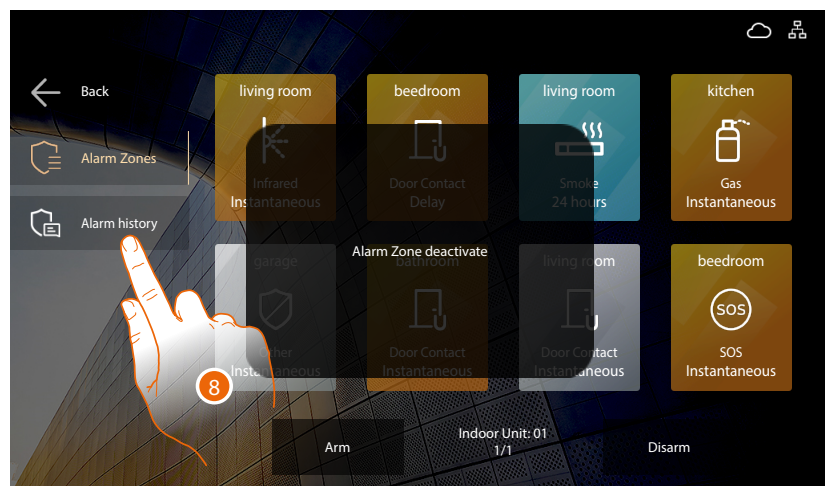 Back
Alarm Zones
Alarm history
living room
Infrared
Instantaneous
beedroom
Door Contact
Delay
living room
Smoke
24 hours
kitchen
Gas
Instantaneous
Alarm Zone deactivate
garage
Other
Instantaneous
bathroom
Door Contact
Instantaneous
living room
Door Contact
Instantaneous
beedroom
SOS
SOS
Instantaneous
8
Arm
Indoor Unit: 01
1/1
Disarm